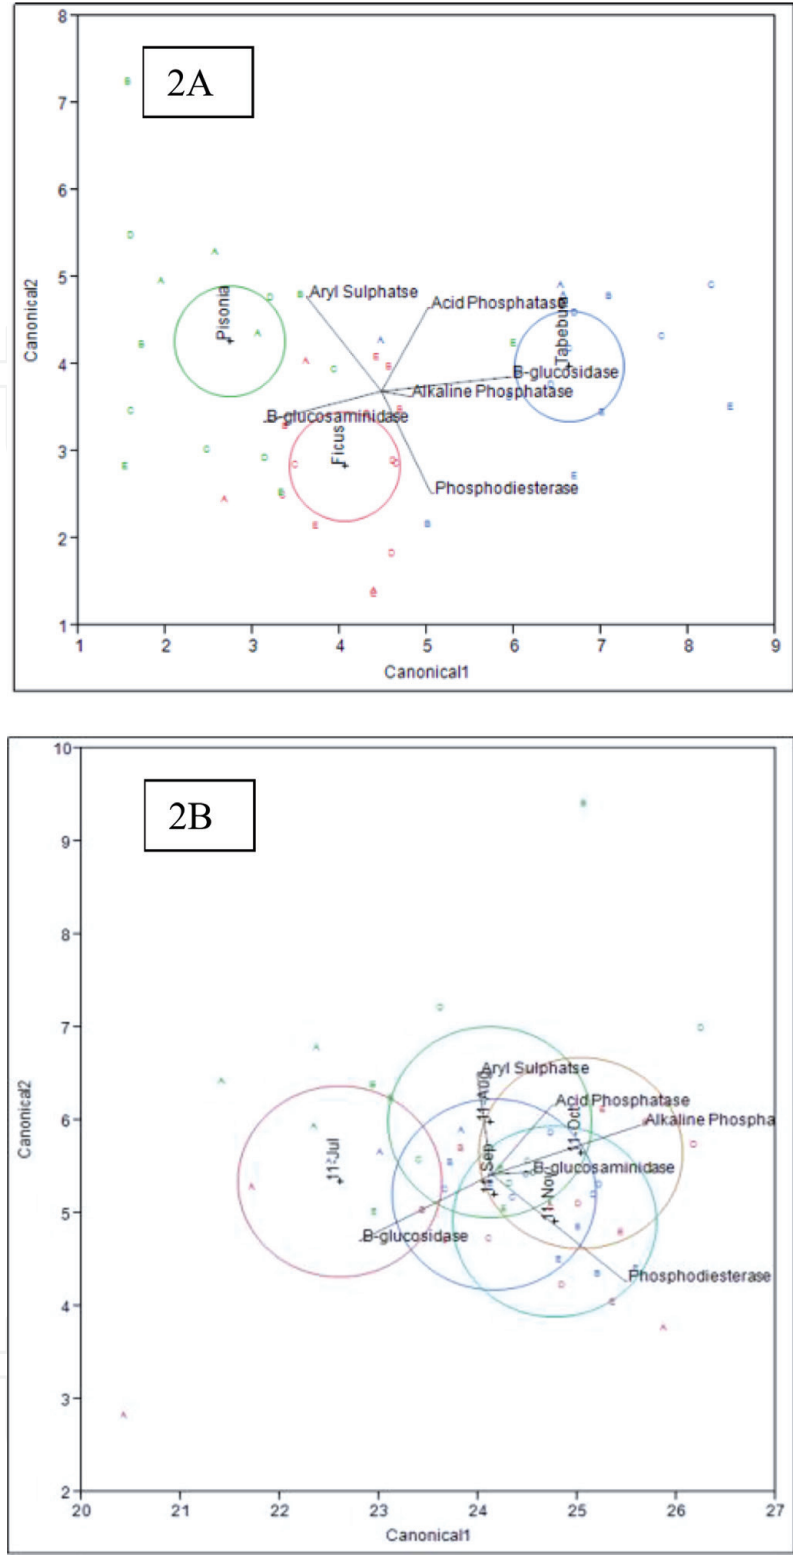 2A
8
7
6
5
4
3
2
1
Canonical2
Pisonia
Aryl Sulphatse
Acid Phosphatase
Tabebuia
B-glucosidase
Alkaline Phosphatase
B-glucosaminidase
Ficus
Phosphodiesterase
1 2 3 4 5 6 7 8 9
Canonical1
2B
10
9
8
7
6
5
4
3
2
Canonical2
Aryl Sulphatse
11-Aug
Acid Phosphatase
Alkaline Phospha
11-Oct
11-Jul
11-Sep
B-glucosaminidase
11-Nov
B-glucosidase
Phosphodiesterase
20 21 22 23 24 25 26 27
Canonical1